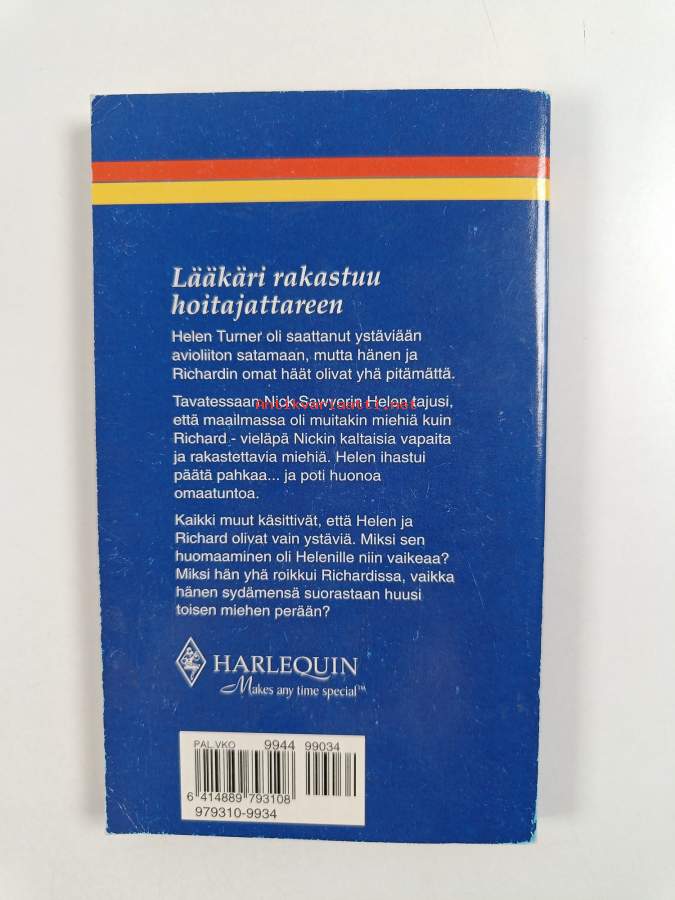 Lääkäri rakastuu
hoitajattareen
Helen Turner oli saattanut ystäviään
avioliiton satamaan, mutta hänen ja
Richardin omat häät olivat yhä pitämättä.
Tavatessaan Nick Sawyerin Helen tajusi,
Antikvariaatti.net
että maailmassa oli muitakin miehiä kuin
Richard - vieläpä Nickin kaltaisia vapaita
ja rakastettavia miehiä. Helen ihastui
päätä pahkaa... ja poti huonoa
omaatuntoa.
Kaikki muut käsittivät, että Helen ja
Richard olivat vain ystäviä. Miksi sen
huomaaminen oli Helenille niin vaikeaa?
Miksi hän yhä roikkui Richardissa, vaikka
hänen sydämensä suorastaan huusi
toisen miehen perään?
HARLEQUIN
Makes any time special™
PAL.VKO 9944 99034
6 414889 793108
979310-9934